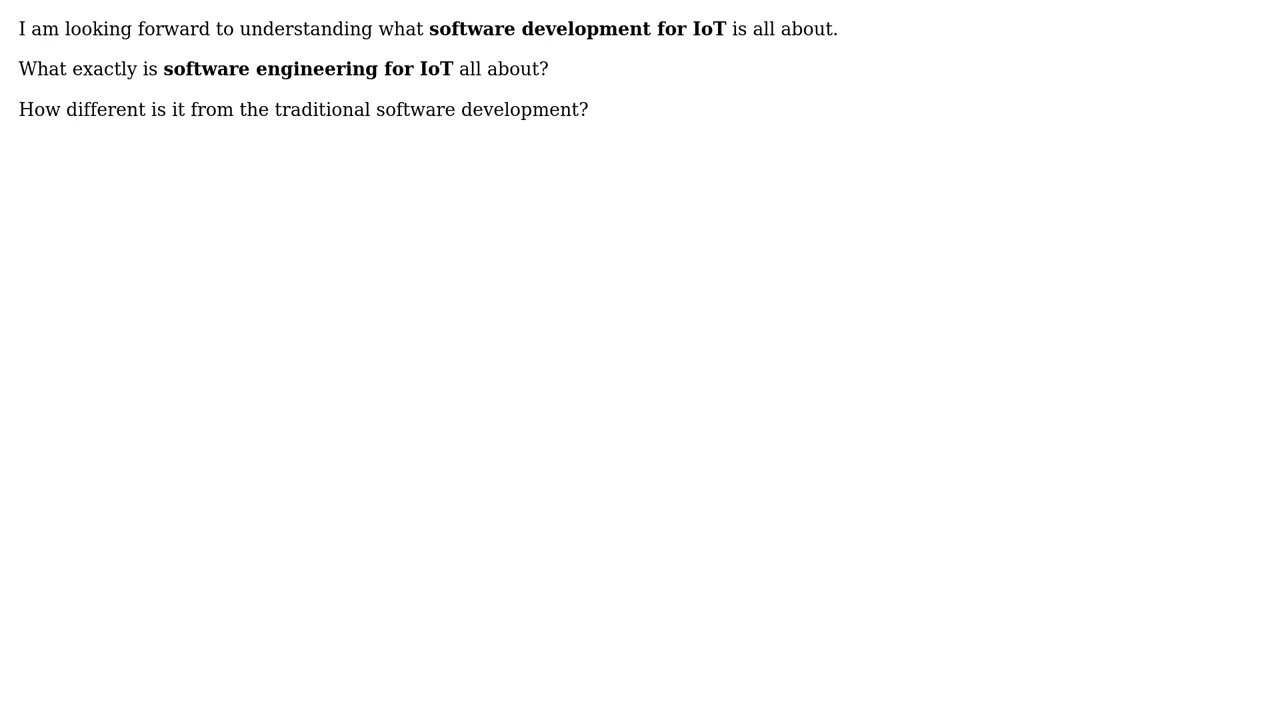 I am looking forward to understanding what software development for IoT is all about.
What exactly is software engineering for IoT all about?
How different is it from the traditional software development?